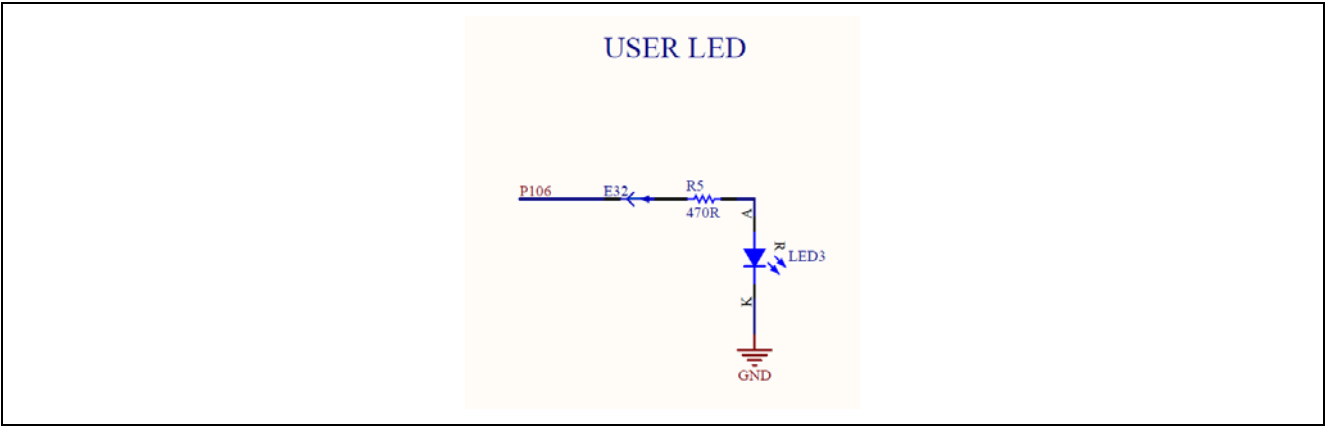 USER LED
P106
E32
R5
470R
A
R
LED3
K
GND